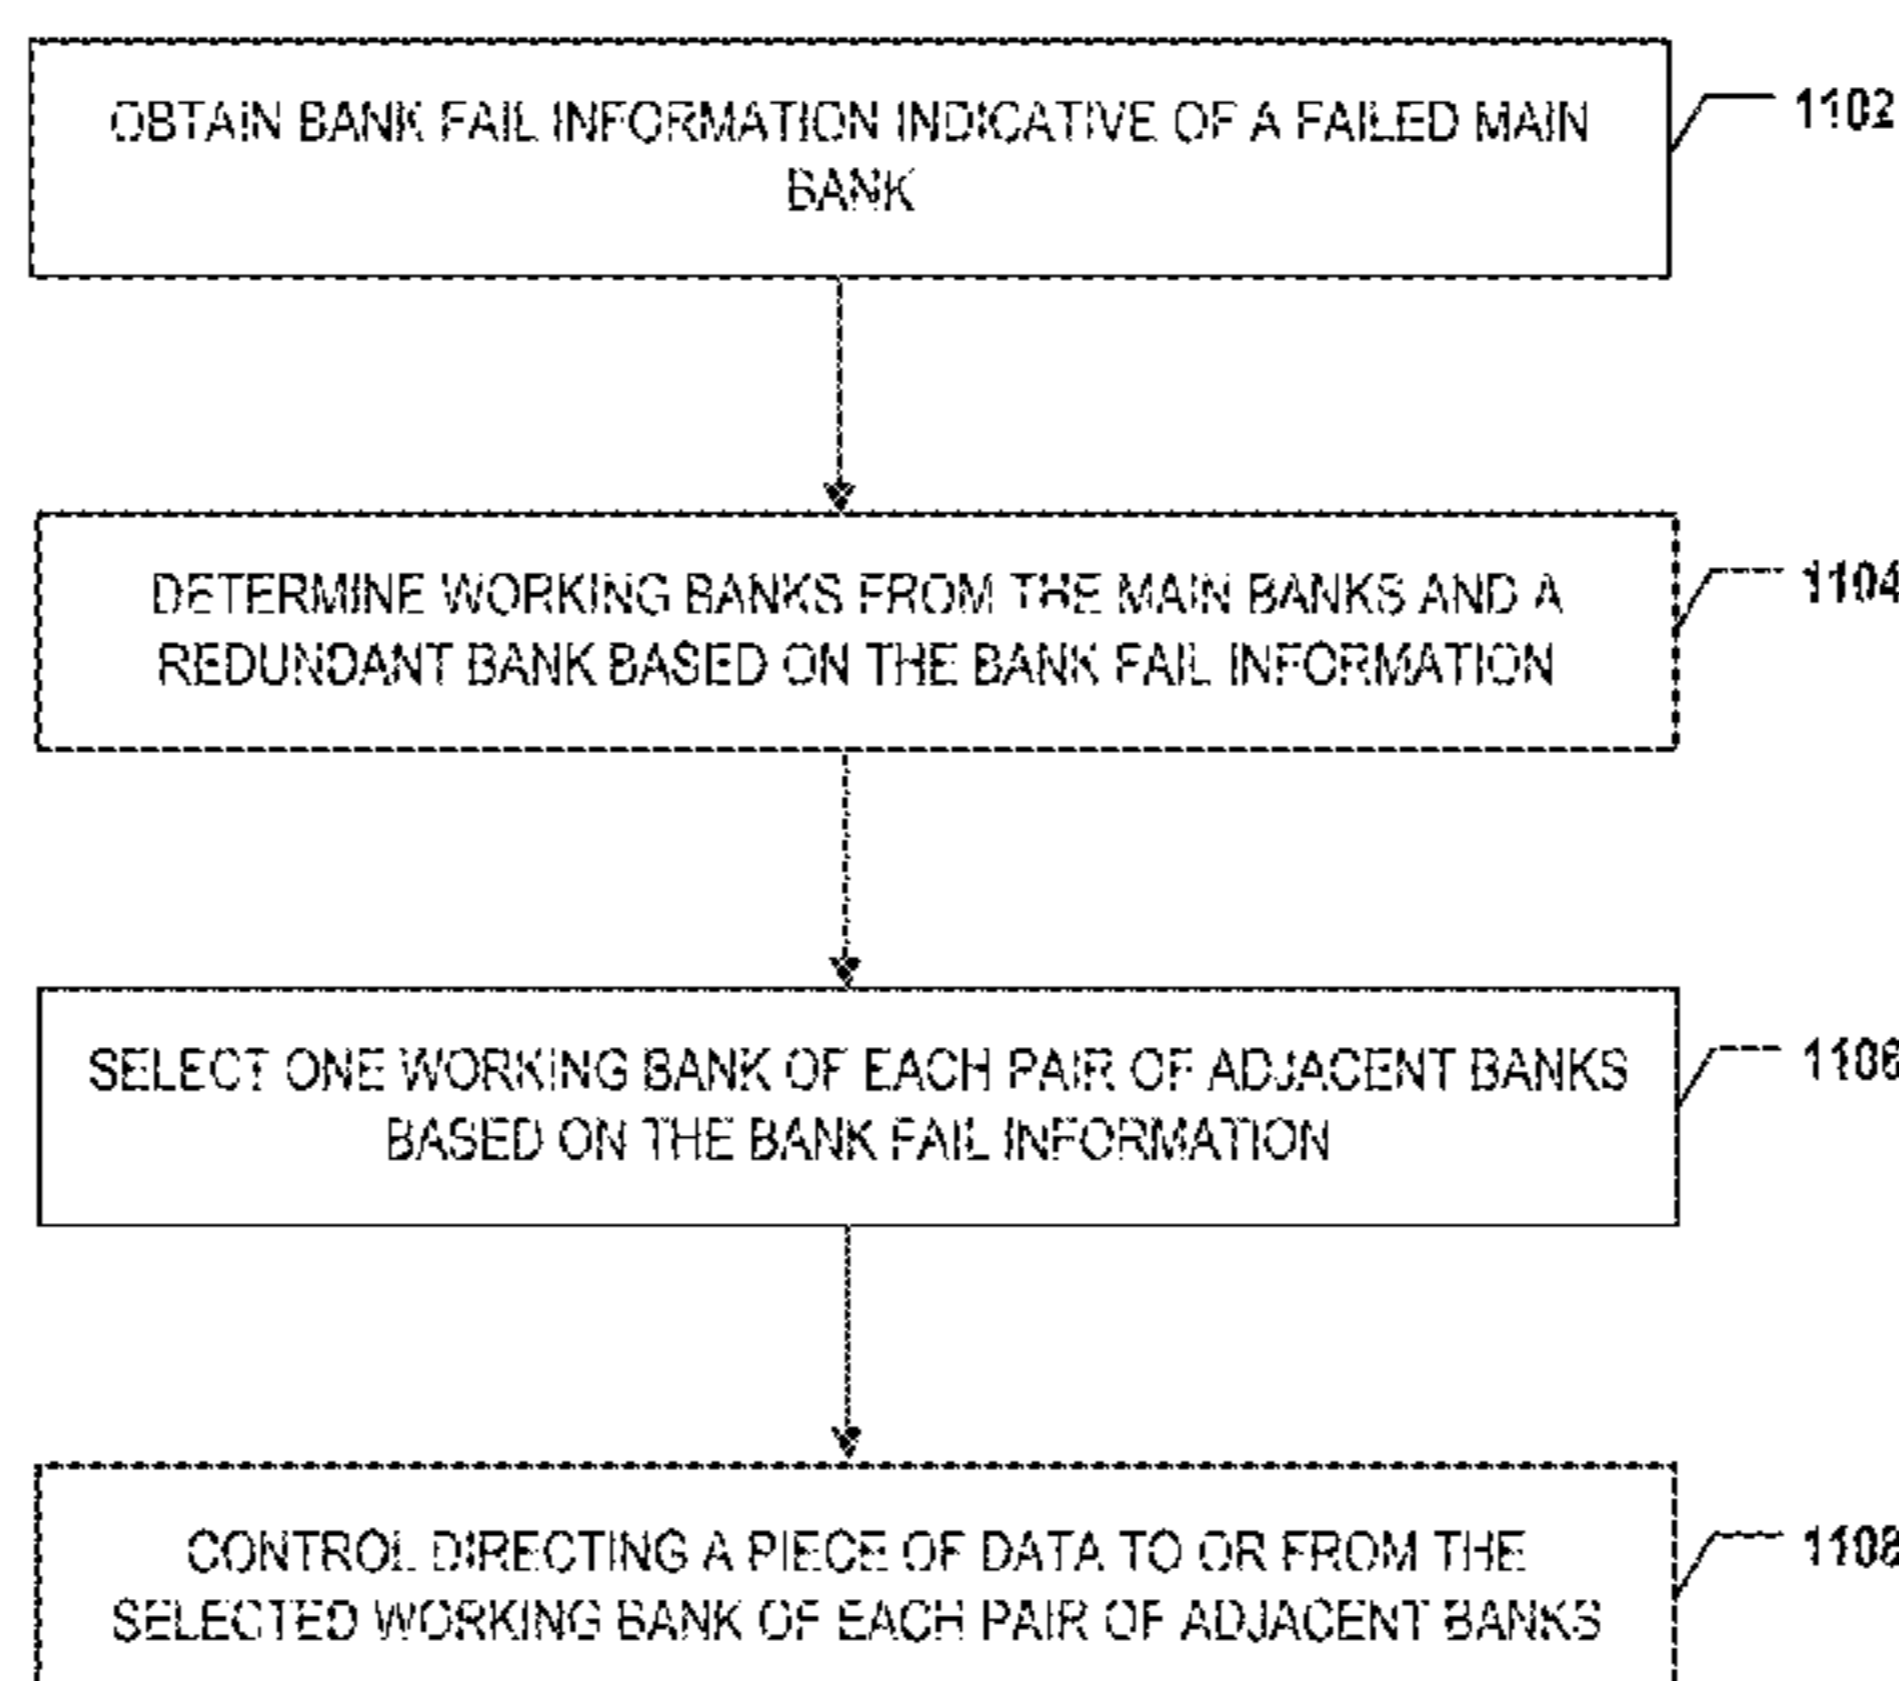 OBTAIN BANK FAIL INFORMATION INDICATIVE OF A FAILED MAIN
BANK
1102
DETERMINE WORKING BANKS FROM THE MAIN BANKS AND A
REDUNDANT BANK BASED ON THE BANK FAIL INFORMATION
1104
SELECT ONE WORKING BANK OF EACH PAIR OF ADJACENT BANKS
BASED ON THE BANK FAIL INFORMATION
1106
CONTROL DIRECTING A PIECE OF DATA TO OR FROM THE
SELECTED WORKING BANK OF EACH PAIR OF ADJACENT BANKS
1108